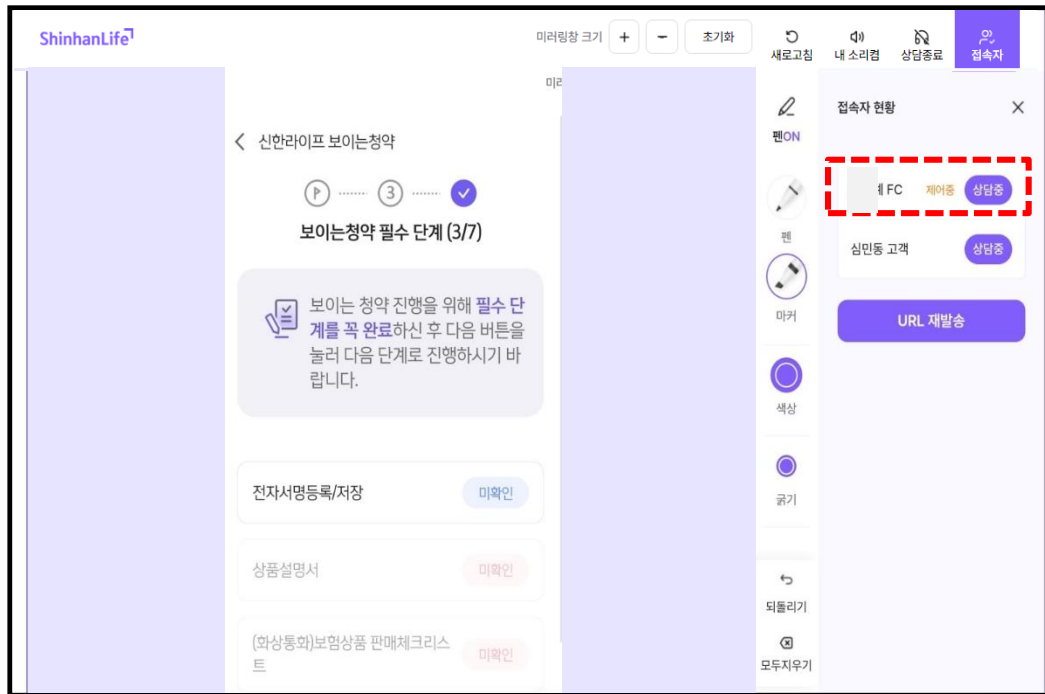 ShinhanLife
미러링창 크기 + - 초기화
새로고침 내 소리켬 상담종료 접속자
신한라이프 보이는청약
3
보이는청약 필수 단계 (3/7)
보이는 청약 진행을 위해 필수 단
계를 꼭 완료하신 후 다음 버튼을
눌러 다음 단계로 진행하시기 바
랍니다.
전자서명등록/저장 미확인
상품설명서 미확인
(화상통화)보험상품 판매체크리스
트 미확인
펜ON
펜
마커
색상
굵기
되돌리기
모두지우기
접속자 현황
FC 제어중 상담중
심민동 고객 상담중
URL 재발송